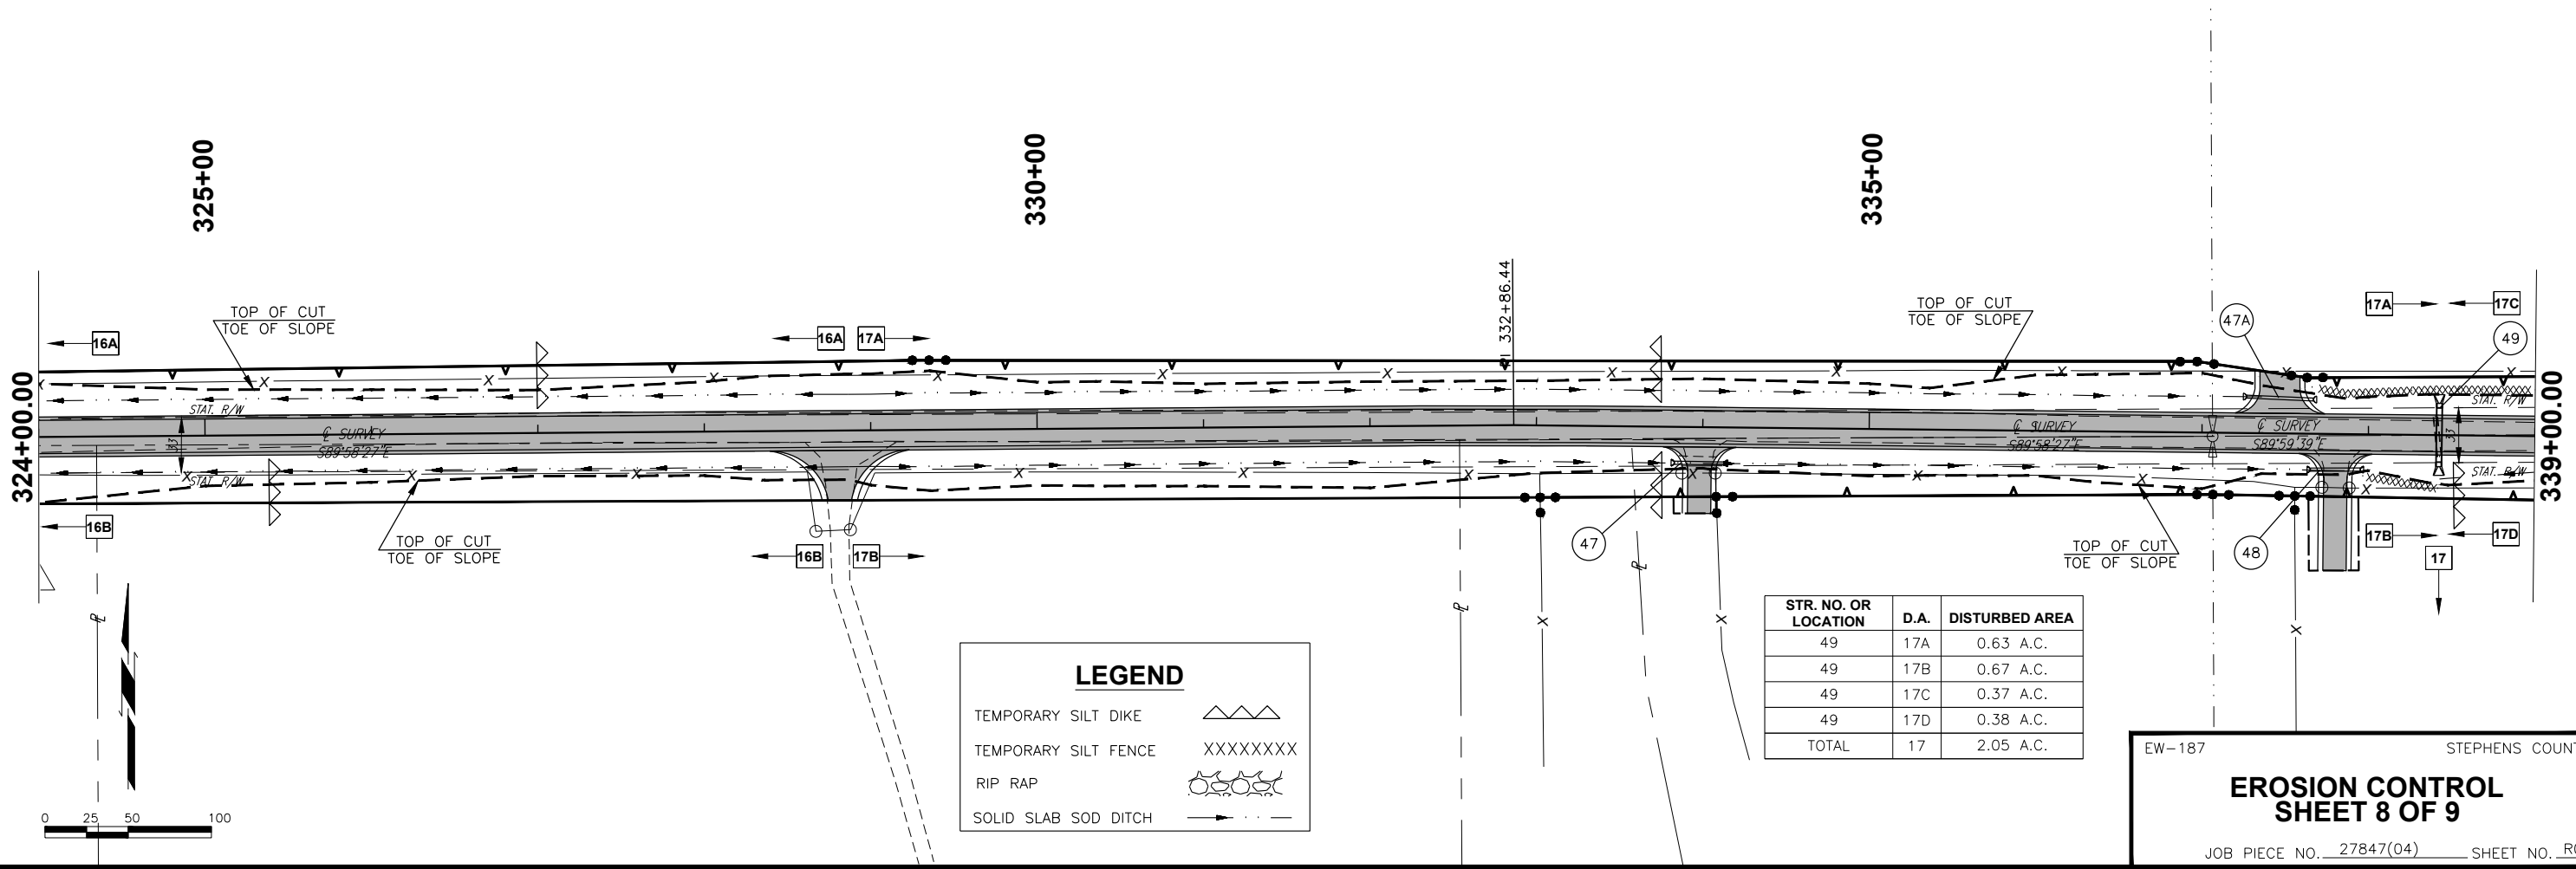 325+00
330+00
335+00
324+00.00
339+00.00
332+86.44
TOP OF CUT
TOE OF SLOPE
TOP OF CUT
TOE OF SLOPE
16A
16A
17A
17A
17C
47A
49
STAT. R/W
STAT. R/W
33
℄ SURVEY
S89°58'27"E
℄ SURVEY
S89°58'27"E
℄ SURVEY
S89°59'39"E
33
STAT. R/W
STAT. R/W
16B
TOP OF CUT
TOE OF SLOPE
16B
17B
47
TOP OF CUT
TOE OF SLOPE
48
17B
17D
17
℄
℄
℄
0 25 50 100
LEGEND
TEMPORARY SILT DIKE
TEMPORARY SILT FENCE XXXXXXXX
RIP RAP
SOLID SLAB SOD DITCH
STR. NO. OR LOCATION D.A. DISTURBED AREA
49 17A 0.63 A.C.
49 17B 0.67 A.C.
49 17C 0.37 A.C.
49 17D 0.38 A.C.
TOTAL 17 2.05 A.C.
EW-187 STEPHENS COUNT
EROSION CONTROL
SHEET 8 OF 9
JOB PIECE NO. 27847(04) SHEET NO.